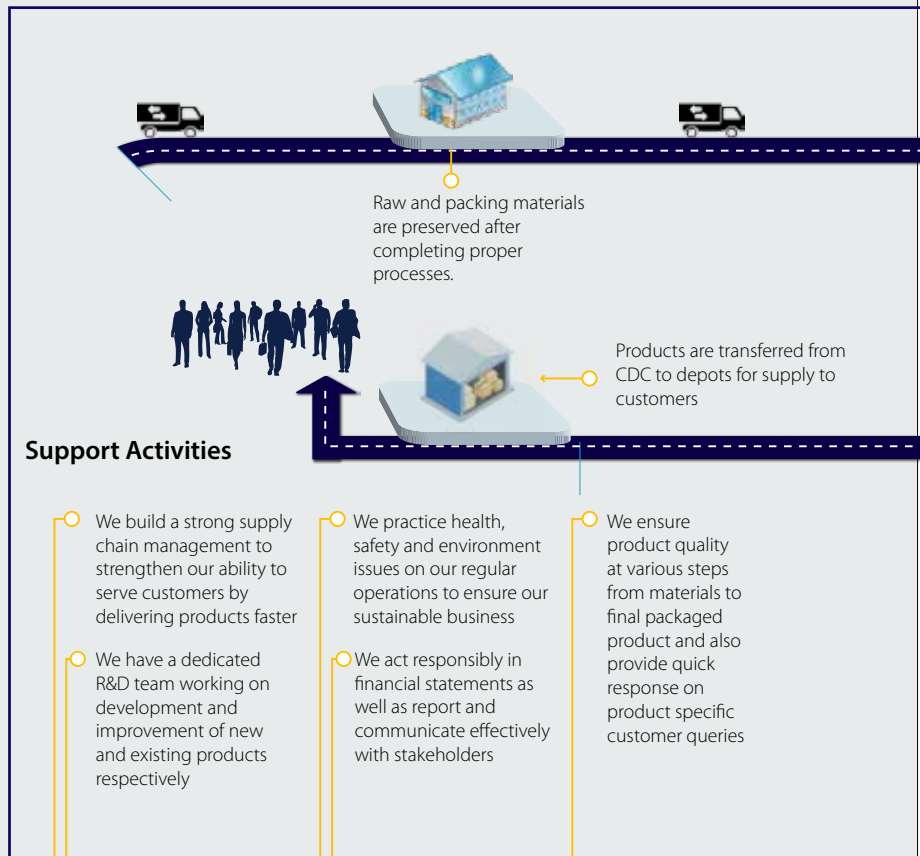 Raw and packing materials
are preserved after
completing proper
processes.
Products are transferred from
CDC to depots for supply to
customers
Support Activities
We build a strong supply
chain management to
strengthen our ability to
serve customers by
delivering products faster
We have a dedicated
R&D team working on
development and
improvement of new
and existing products
respectively
We practice health,
safety and environment
issues on our regular
operations to ensure our
sustainable business
We act responsibly in
financial statements as
well as report and
communicate effectively
with stakeholders
We ensure
product quality
at various steps
from materials to
final packaged
product and also
provide quick
response on
product specific
customer queries